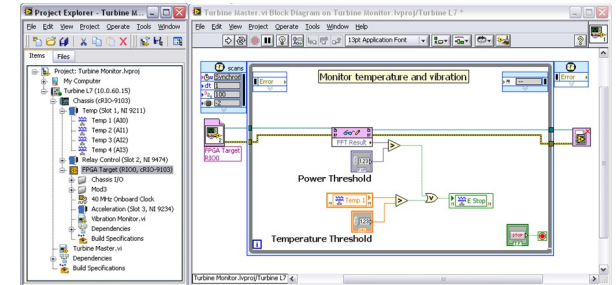 Project Explorer - Turbine M...
File Edit View Project Operate Tools Window
Items Files
Project: Turbine Monitor.lvproj
My Computer
Turbine L7 (10.0.60.15)
Chassis (cRIO-9103)
Temp (Slot 1, NI 9211)
Temp 1 (AI0)
Temp 2 (AI1)
Temp 3 (AI2)
Temp 4 (AI3)
Relay Control (Slot 2, NI 9474)
FPGA Target (RIO0, cRIO-9103)
Chassis I/O
Mod3
40 MHz Onboard Clock
Acceleration (Slot 3, NI 9234)
Vibration Monitor.vi
Dependencies
Build Specifications
Turbine Master.vi
Dependencies
Build Specifications
Turbine Master.vi Block Diagram on Turbine Monitor.lvproj/Turbine L7 *
File Edit View Project Operate Tools Window Help
13pt Application Font
scans
Synchron
dt 1
100
-2
Error
Monitor temperature and vibration
Error
FPGA Target
RIO0
FFT Result
Power Threshold
Temp 1
E Stop
Temperature Threshold
STOP
Turbine Monitor.lvproj/Turbine L7